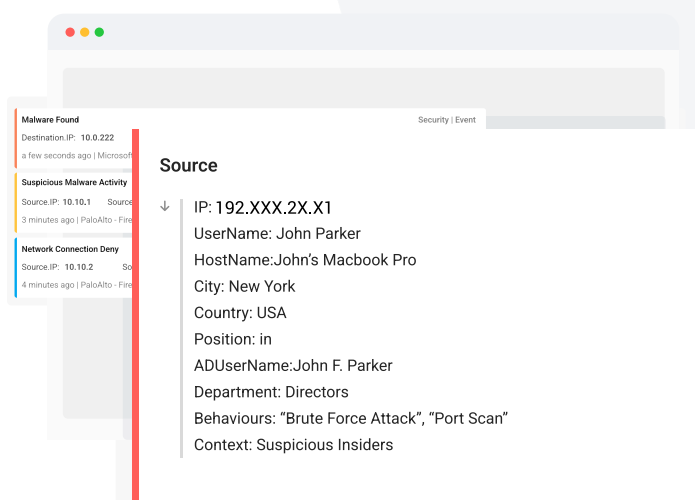 Malware Found
Security | Event
Destination.IP: 10.0.222
a few seconds ago | Microsoft
Suspicious Malware Activity
Source.IP: 10.10.1 Source
3 minutes ago | PaloAlto - Fire
Network Connection Deny
Source.IP: 10.10.2 So
4 minutes ago | PaloAlto - Fire
Source
IP: 192.XXX.2X.X1
UserName: John Parker
HostName:John’s Macbook Pro
City: New York
Country: USA
Position: in
ADUserName:John F. Parker
Department: Directors
Behaviours: “Brute Force Attack”, “Port Scan”
Context: Suspicious Insiders